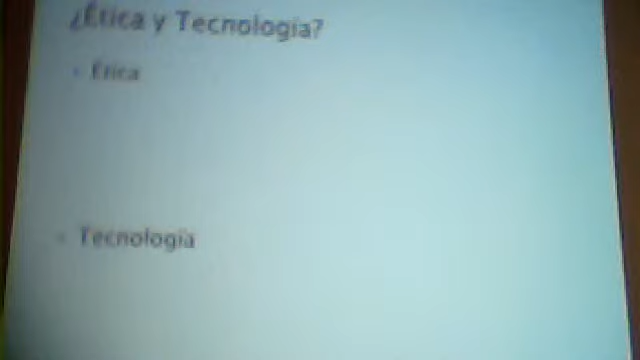 ¿Ética y Tecnología?
• Ética
• Tecnología